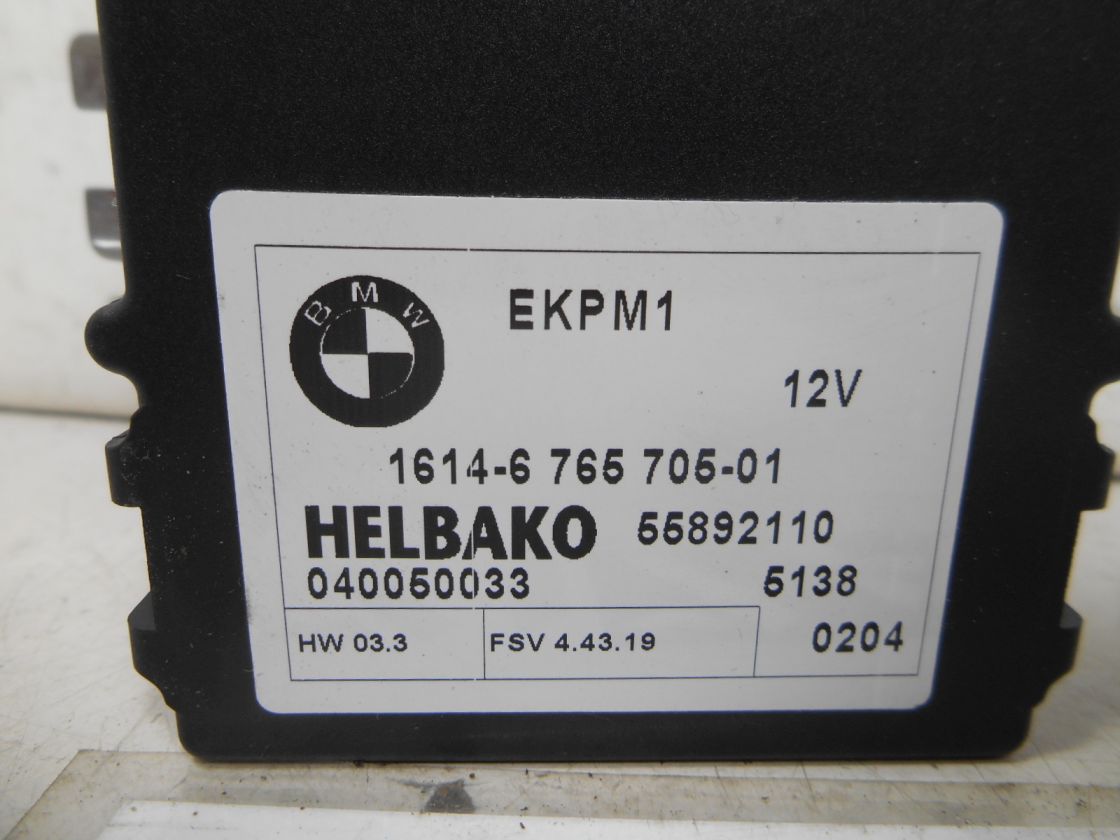 BMW
EKPM1
12V
1614-6 765 705-01
HELBAKO 55892110
040050033 5138
HW 03.3 FSV 4.43.19 0204